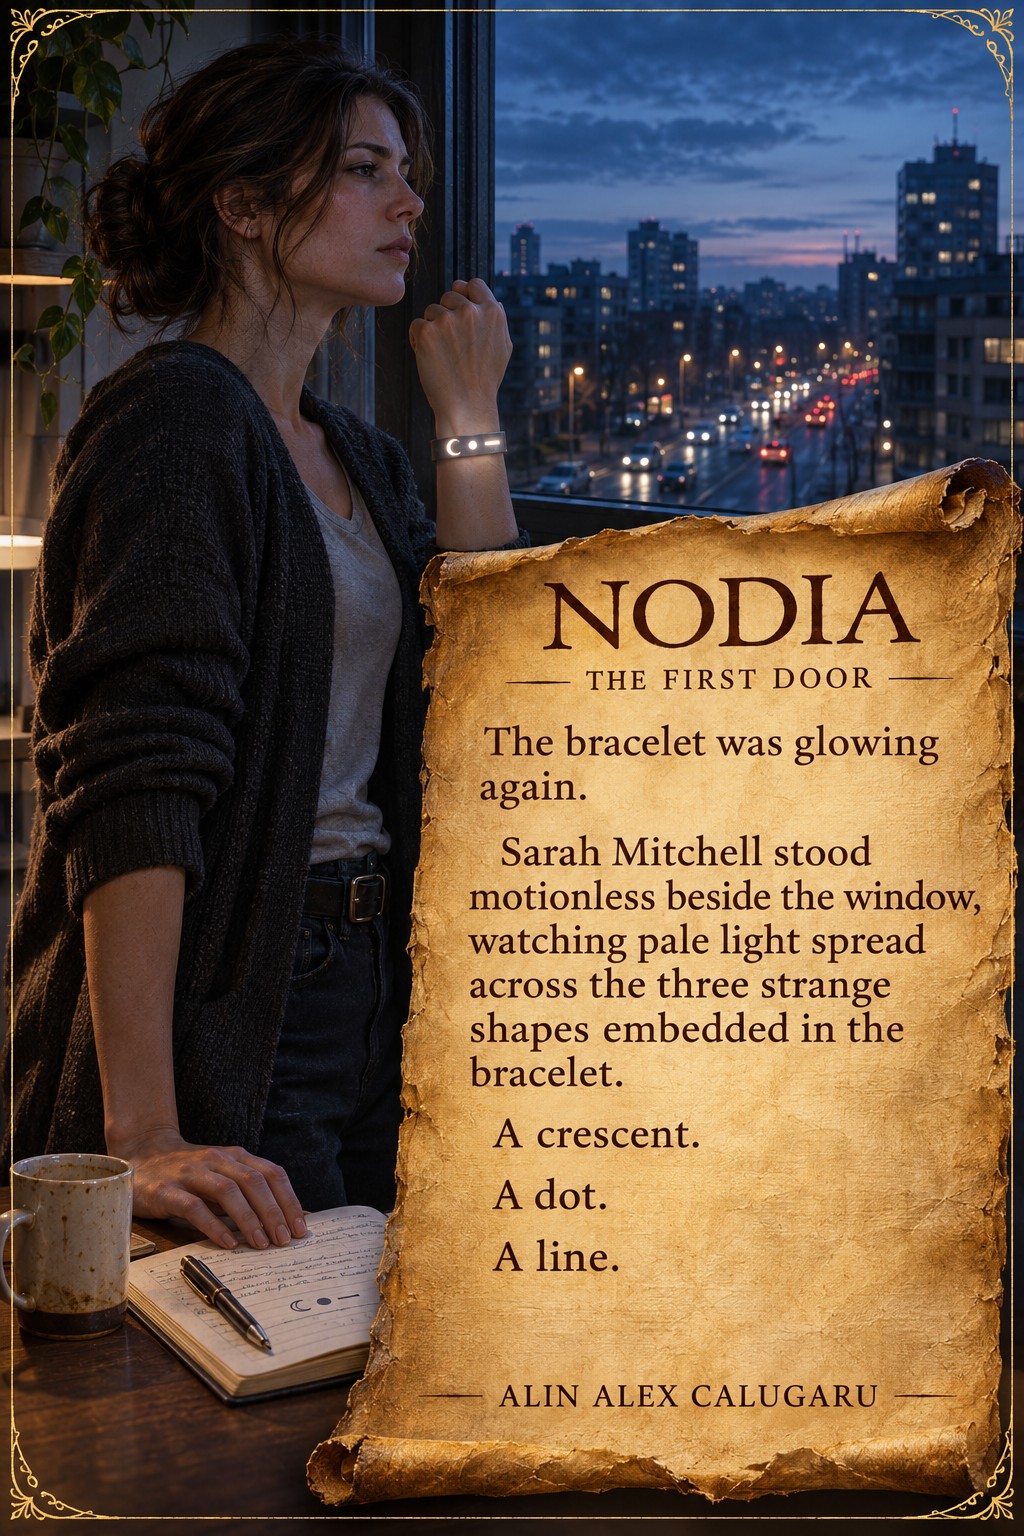 NODIA
THE FIRST DOOR
The bracelet was glowing
again.
Sarah Mitchell stood
motionless beside the window,
watching pale light spread
across the three strange
shapes embedded in the
bracelet.
A crescent.
A dot.
A line.
ALIN ALEX CALUGARU